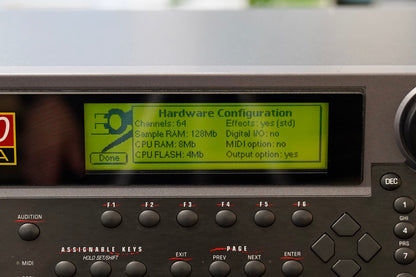 Hardware Configuration
Channels: 64 Effects: yes (std)
Sample RAM: 128Mb Digital I/O: no
CPU RAM: 8Mb MIDI option: no
CPU FLASH: 4Mb Output option: yes
Done
F1 F2 F3 F4 F5 F6
DEC
AUDITION
1
GHI
4
PRS
7
ASSIGNABLE KEYS
HOLD SET/SHIFT
PAGE
EXIT PREV NEXT ENTER
MIDI